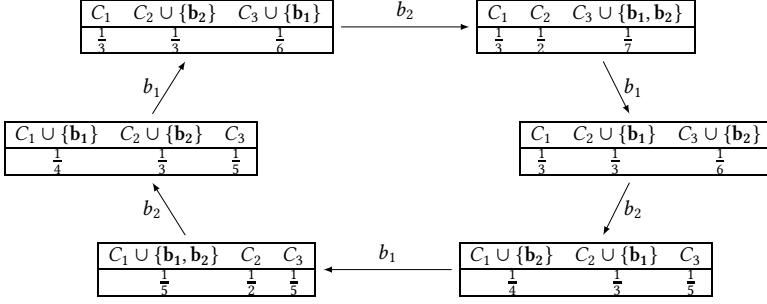 C₁ C₂ ∪ {b₂} C₃ ∪ {b₁}
1/3 1/3 1/6
b₂
C₁ C₂ C₃ ∪ {b₁, b₂}
1/3 1/2 1/7
b₁
b₁
C₁ ∪ {b₁} C₂ ∪ {b₂} C₃
1/4 1/3 1/5
C₁ C₂ ∪ {b₁} C₃ ∪ {b₂}
1/3 1/3 1/6
b₂
b₂
C₁ ∪ {b₁, b₂} C₂ C₃
1/5 1/2 1/5
b₁
C₁ ∪ {b₂} C₂ ∪ {b₁} C₃
1/4 1/3 1/5